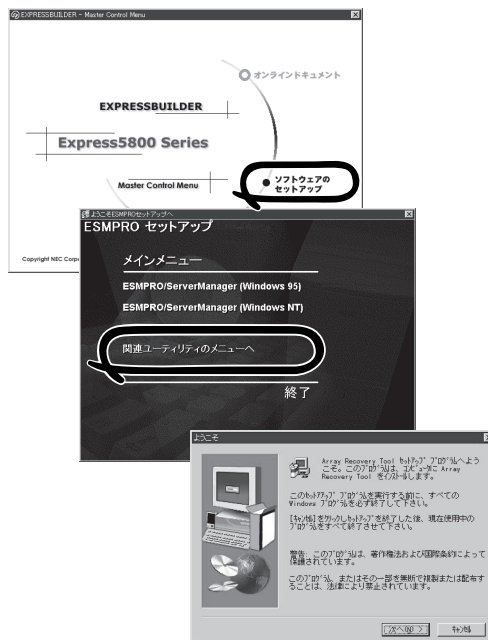 EXPRESSBUILDER - Master Control Menu
オンラインドキュメント
EXPRESSBUILDER
Express5800 Series
Master Control Menu
ソフトウェアの
セットアップ
Copyright NEC Corp
ようこそESMPROセットアップへ
ESMPRO セットアップ
メインメニュー
ESMPRO/ServerManager (Windows 95)
ESMPRO/ServerManager (Windows NT)
関連ユーティリティのメニューへ
終了
ようこそ
Array Recovery Tool ｾｯﾄｱｯﾌﾟ ﾌﾟﾛｸﾞﾗﾑへよう
こそ。このﾌﾟﾛｸﾞﾗﾑは、ｺﾝﾋﾟｭｰﾀに Array
Recovery Tool をｲﾝｽﾄｰﾙします。
このｾｯﾄｱｯﾌﾟ ﾌﾟﾛｸﾞﾗﾑを実行する前に、すべての
Windows ﾌﾟﾛｸﾞﾗﾑを必ず終了して下さい。
[ｷｬﾝｾﾙ] をｸﾘｯｸしｾｯﾄｱｯﾌﾟを終了した後、現在使用中の
ﾌﾟﾛｸﾞﾗﾑをすべて終了させて下さい。
警告: このﾌﾟﾛｸﾞﾗﾑは、著作権法および国際条約によって
保護されています。
このﾌﾟﾛｸﾞﾗﾑ、またはその一部を無断で複製または配布す
ることは、法律により禁止されています。
次へ(N) >
ｷｬﾝｾﾙ